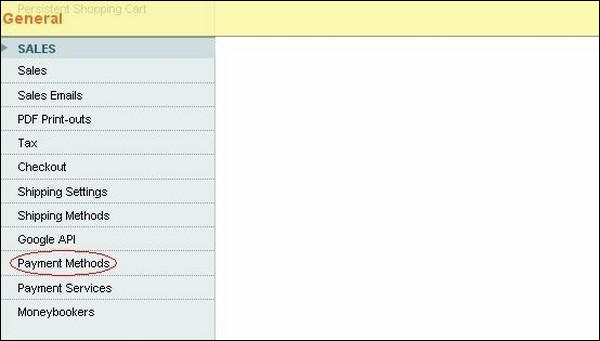 Persistent Shopping Cart
General
SALES
Sales
Sales Emails
PDF Print-outs
Tax
Checkout
Shipping Settings
Shipping Methods
Google API
Payment Methods
Payment Services
Moneybookers